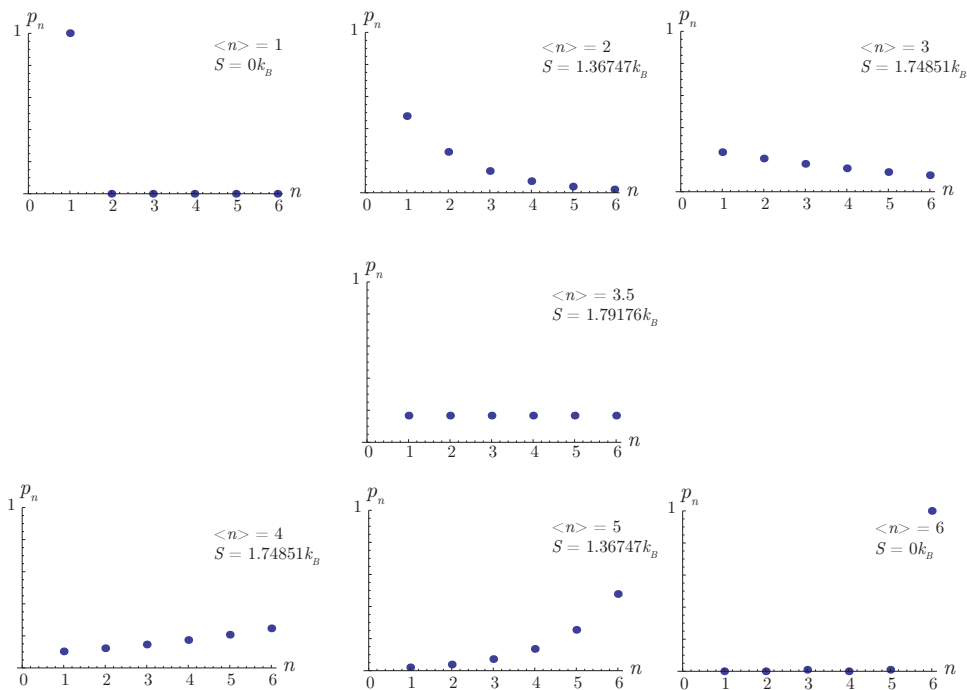 p_n
1
<n> = 1
S = 0k_B
n
0 1 2 3 4 5 6
p_n
1
<n> = 2
S = 1.36747k_B
n
0 1 2 3 4 5 6
p_n
1
<n> = 3
S = 1.74851k_B
n
0 1 2 3 4 5 6
p_n
1
<n> = 3.5
S = 1.79176k_B
n
0 1 2 3 4 5 6
p_n
1
<n> = 4
S = 1.74851k_B
n
0 1 2 3 4 5 6
p_n
1
<n> = 5
S = 1.36747k_B
n
0 1 2 3 4 5 6
p_n
1
<n> = 6
S = 0k_B
n
0 1 2 3 4 5 6